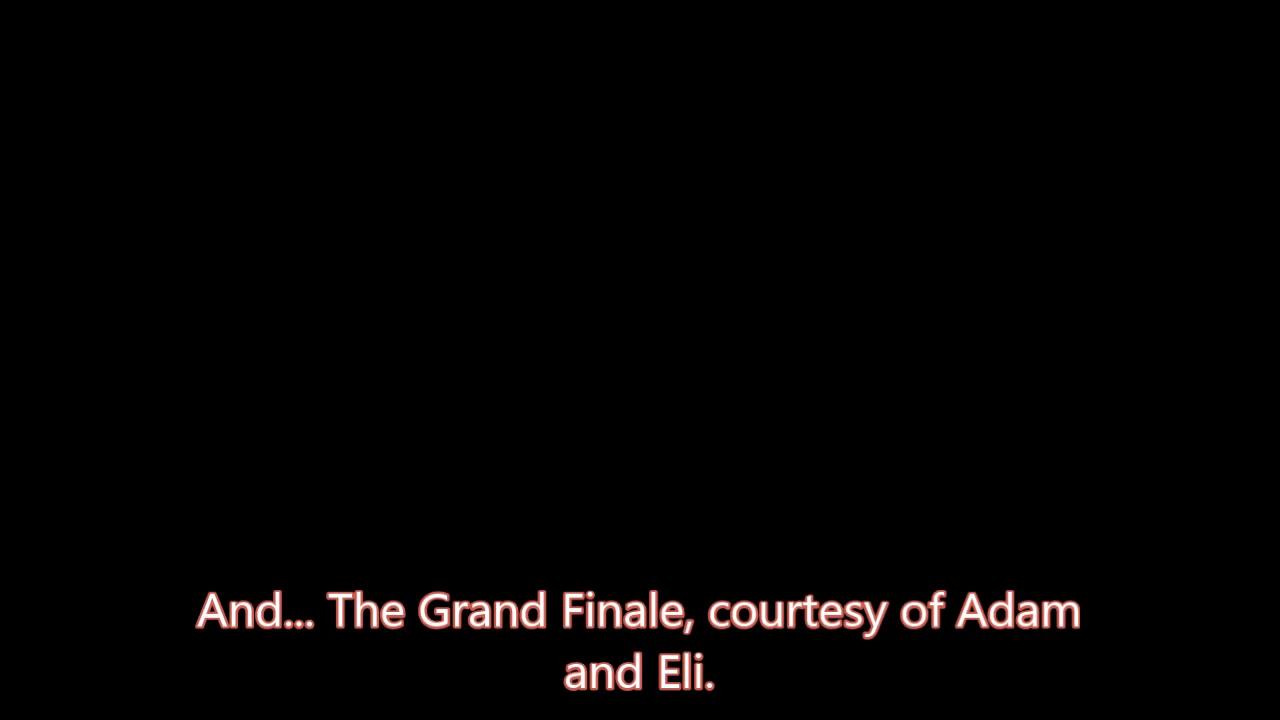 And... The Grand Finale, courtesy of Adam
and Eli.